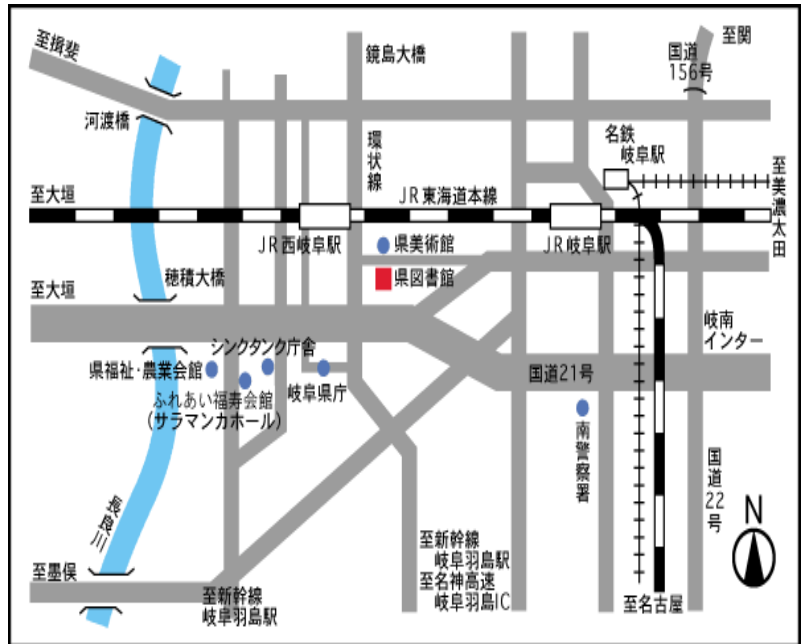 至揖斐
鏡島大橋
国道
156号
至関
河渡橋
環状線
名鉄
岐阜駅
至美濃太田
至大垣
JR東海道本線
JR西岐阜駅
県美術館
JR岐阜駅
県図書館
穂積大橋
至大垣
岐南
インター
シンクタンク庁舎
県福祉・農業会館
ふれあい福寿会館
(サラマンカホール)
岐阜県庁
国道21号
南警察署
国道22号
長良川
N
至新幹線
岐阜羽島駅
至名神高速
岐阜羽島IC
至墨俣
至新幹線
岐阜羽島駅
至名古屋